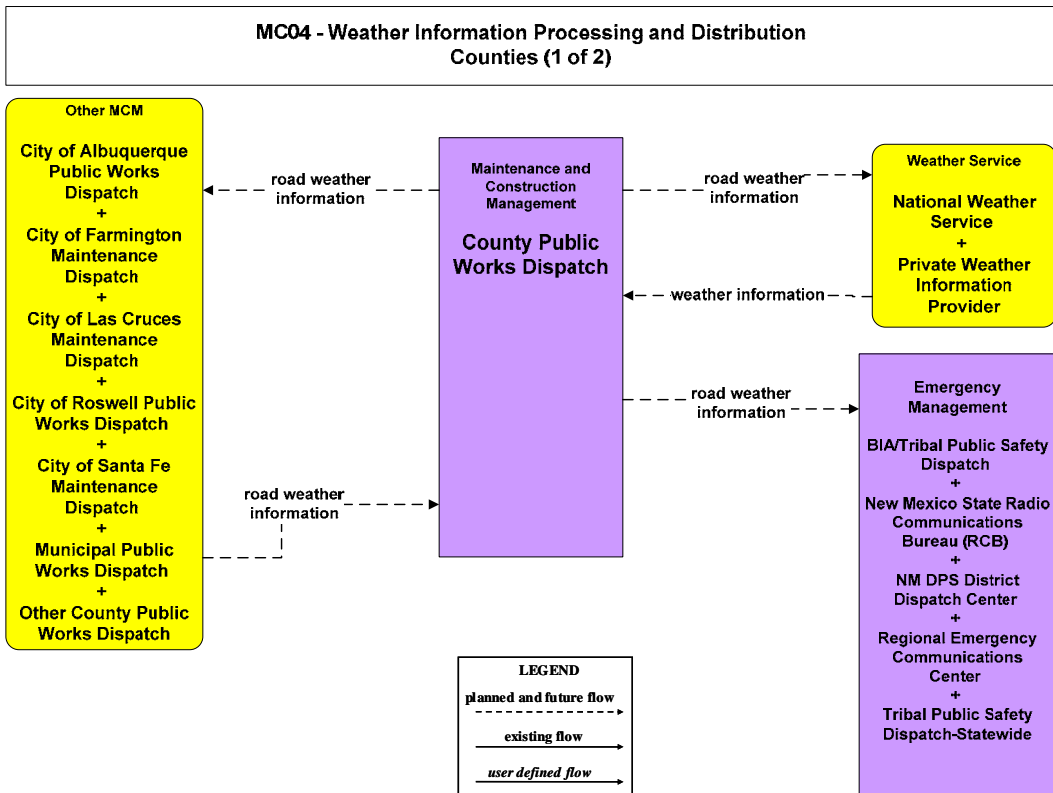 MC04 - Weather Information Processing and Distribution
Counties (1 of 2)
Other MCM
City of Albuquerque
Public Works
Dispatch
+
City of Farmington
Maintenance
Dispatch
+
City of Las Cruces
Maintenance
Dispatch
+
City of Roswell Public
Works Dispatch
+
City of Santa Fe
Maintenance
Dispatch
+
Municipal Public
Works Dispatch
+
Other County Public
Works Dispatch
road weather
information
road weather
information
Maintenance and
Construction
Management
County Public
Works Dispatch
road weather
information
weather information
road weather
information
Weather Service
National Weather
Service
+
Private Weather
Information
Provider
Emergency
Management
BIA/Tribal Public Safety
Dispatch
+
New Mexico State Radio
Communications
Bureau (RCB)
+
NM DPS District
Dispatch Center
+
Regional Emergency
Communications
Center
+
Tribal Public Safety
Dispatch-Statewide
LEGEND
planned and future flow
existing flow
user defined flow